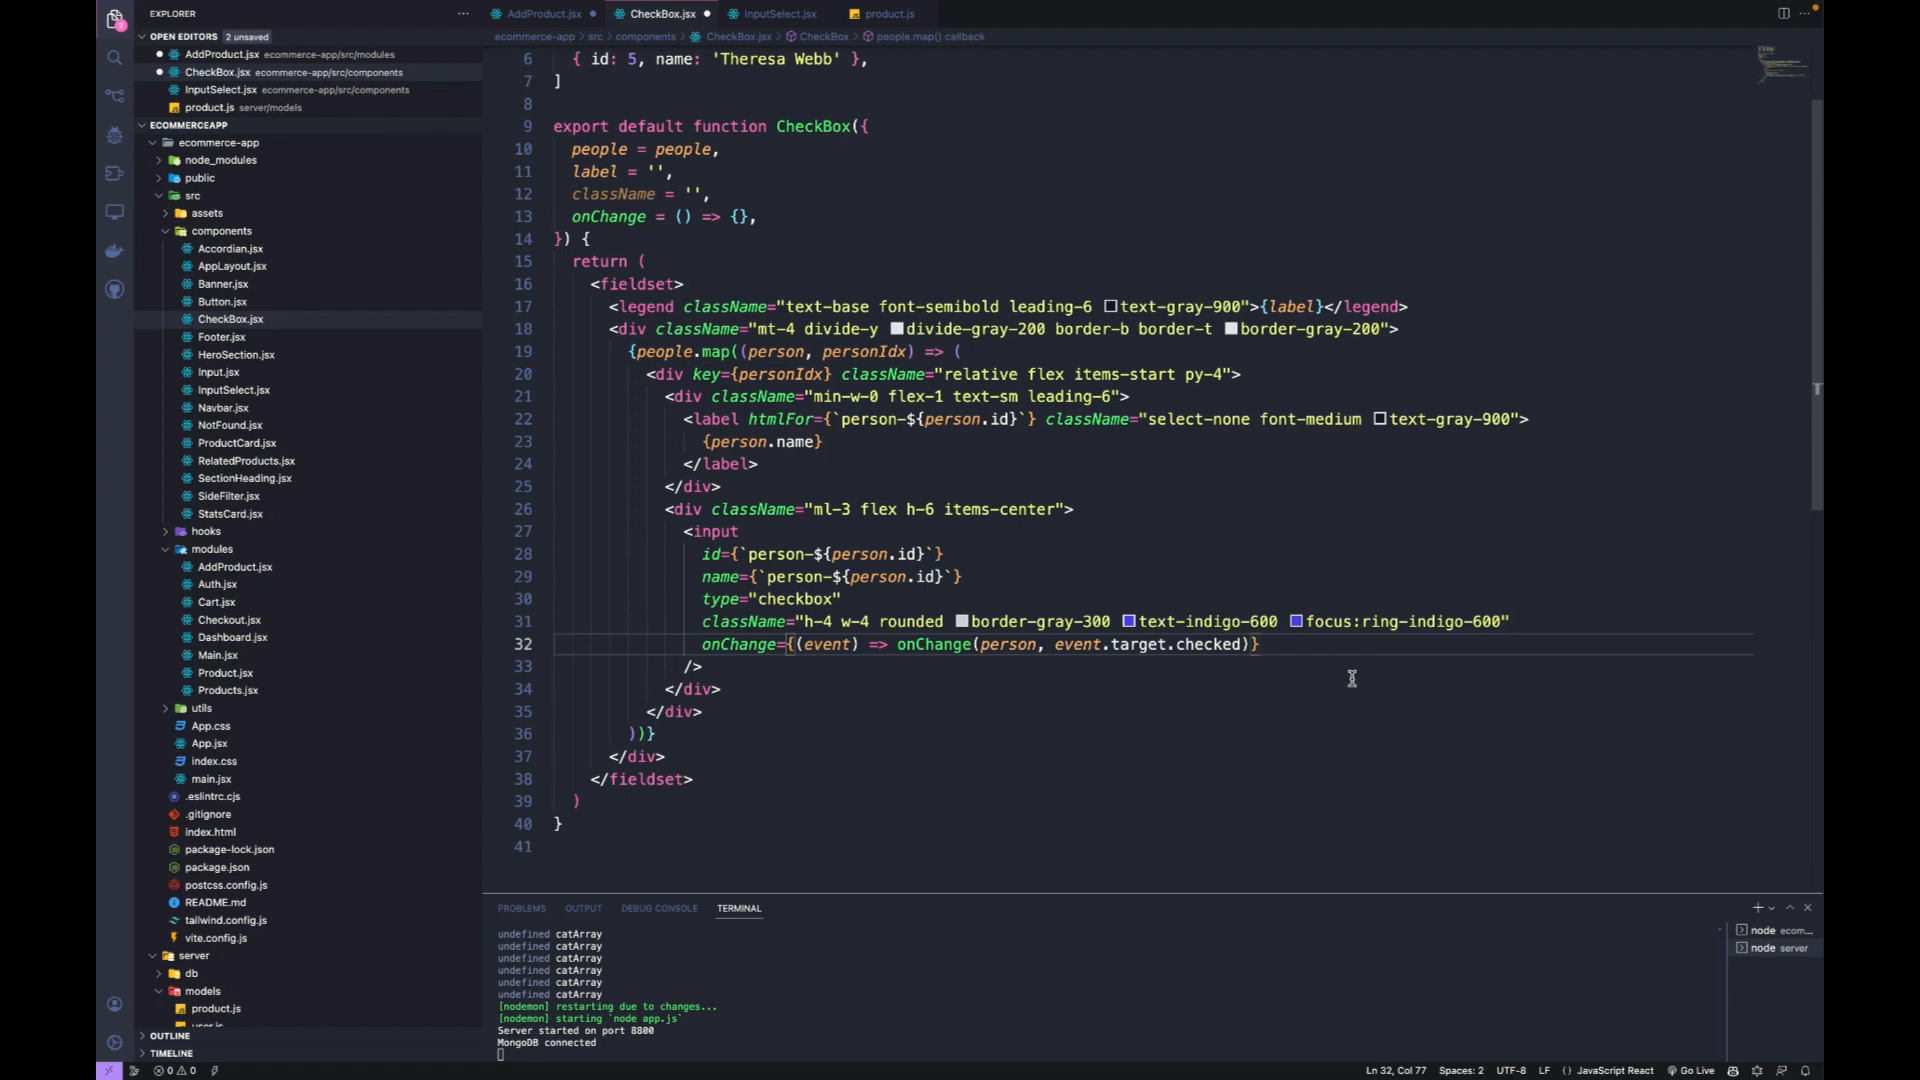 EXPLORER
OPEN EDITORS 2 unsaved
AddProduct.jsx ecommerce-app/src/modules
CheckBox.jsx ecommerce-app/src/components
InputSelect.jsx ecommerce-app/src/components
product.js server/models
ECOMMERCEAPP
ecommerce-app
node_modules
public
src
assets
components
Accordian.jsx
AppLayout.jsx
Banner.jsx
Button.jsx
CheckBox.jsx
Footer.jsx
HeroSection.jsx
Input.jsx
InputSelect.jsx
Navbar.jsx
NotFound.jsx
ProductCard.jsx
RelatedProducts.jsx
SectionHeading.jsx
SideFilter.jsx
StatsCard.jsx
hooks
modules
AddProduct.jsx
Auth.jsx
Cart.jsx
Checkout.jsx
Dashboard.jsx
Main.jsx
Product.jsx
Products.jsx
utils
App.css
App.jsx
index.css
main.jsx
.eslintrc.cjs
.gitignore
index.html
package-lock.json
package.json
postcss.config.js
README.md
tailwind.config.js
vite.config.js
server
db
models
product.js
user.js
OUTLINE
TIMELINE
AddProduct.jsx CheckBox.jsx InputSelect.jsx product.js
ecommerce-app > src > components > CheckBox.jsx > CheckBox > people.map() callback
6 { id: 5, name: 'Theresa Webb' },
7 ]
8
9 export default function CheckBox({
10 people = people,
11 label = '',
12 className = '',
13 onChange = () => {},
14 }) {
15 return (
16 <fieldset>
17 <legend className="text-base font-semibold leading-6 text-gray-900">{label}</legend>
18 <div className="mt-4 divide-y divide-gray-200 border-b border-t border-gray-200">
19 {people.map((person, personIdx) => (
20 <div key={personIdx} className="relative flex items-start py-4">
21 <div className="min-w-0 flex-1 text-sm leading-6">
22 <label htmlFor={`person-${person.id}`} className="select-none font-medium text-gray-900">
23 {person.name}
24 </label>
25 </div>
26 <div className="ml-3 flex h-6 items-center">
27 <input
28 id={`person-${person.id}`}
29 name={`person-${person.id}`}
30 type="checkbox"
31 className="h-4 w-4 rounded border-gray-300 text-indigo-600 focus:ring-indigo-600"
32 onChange={(event) => onChange(person, event.target.checked)}
33 />
34 </div>
35 </div>
36 ))}
37 </div>
38 </fieldset>
39 )
40 }
41
PROBLEMS OUTPUT DEBUG CONSOLE TERMINAL
undefined catArray
undefined catArray
undefined catArray
undefined catArray
undefined catArray
undefined catArray
[nodemon] restarting due to changes...
[nodemon] starting `node app.js`
Server started on port 8800
MongoDB connected
node ecom...
node server
0 0
Ln 32, Col 77 Spaces: 2 UTF-8 LF {} JavaScript React Go Live